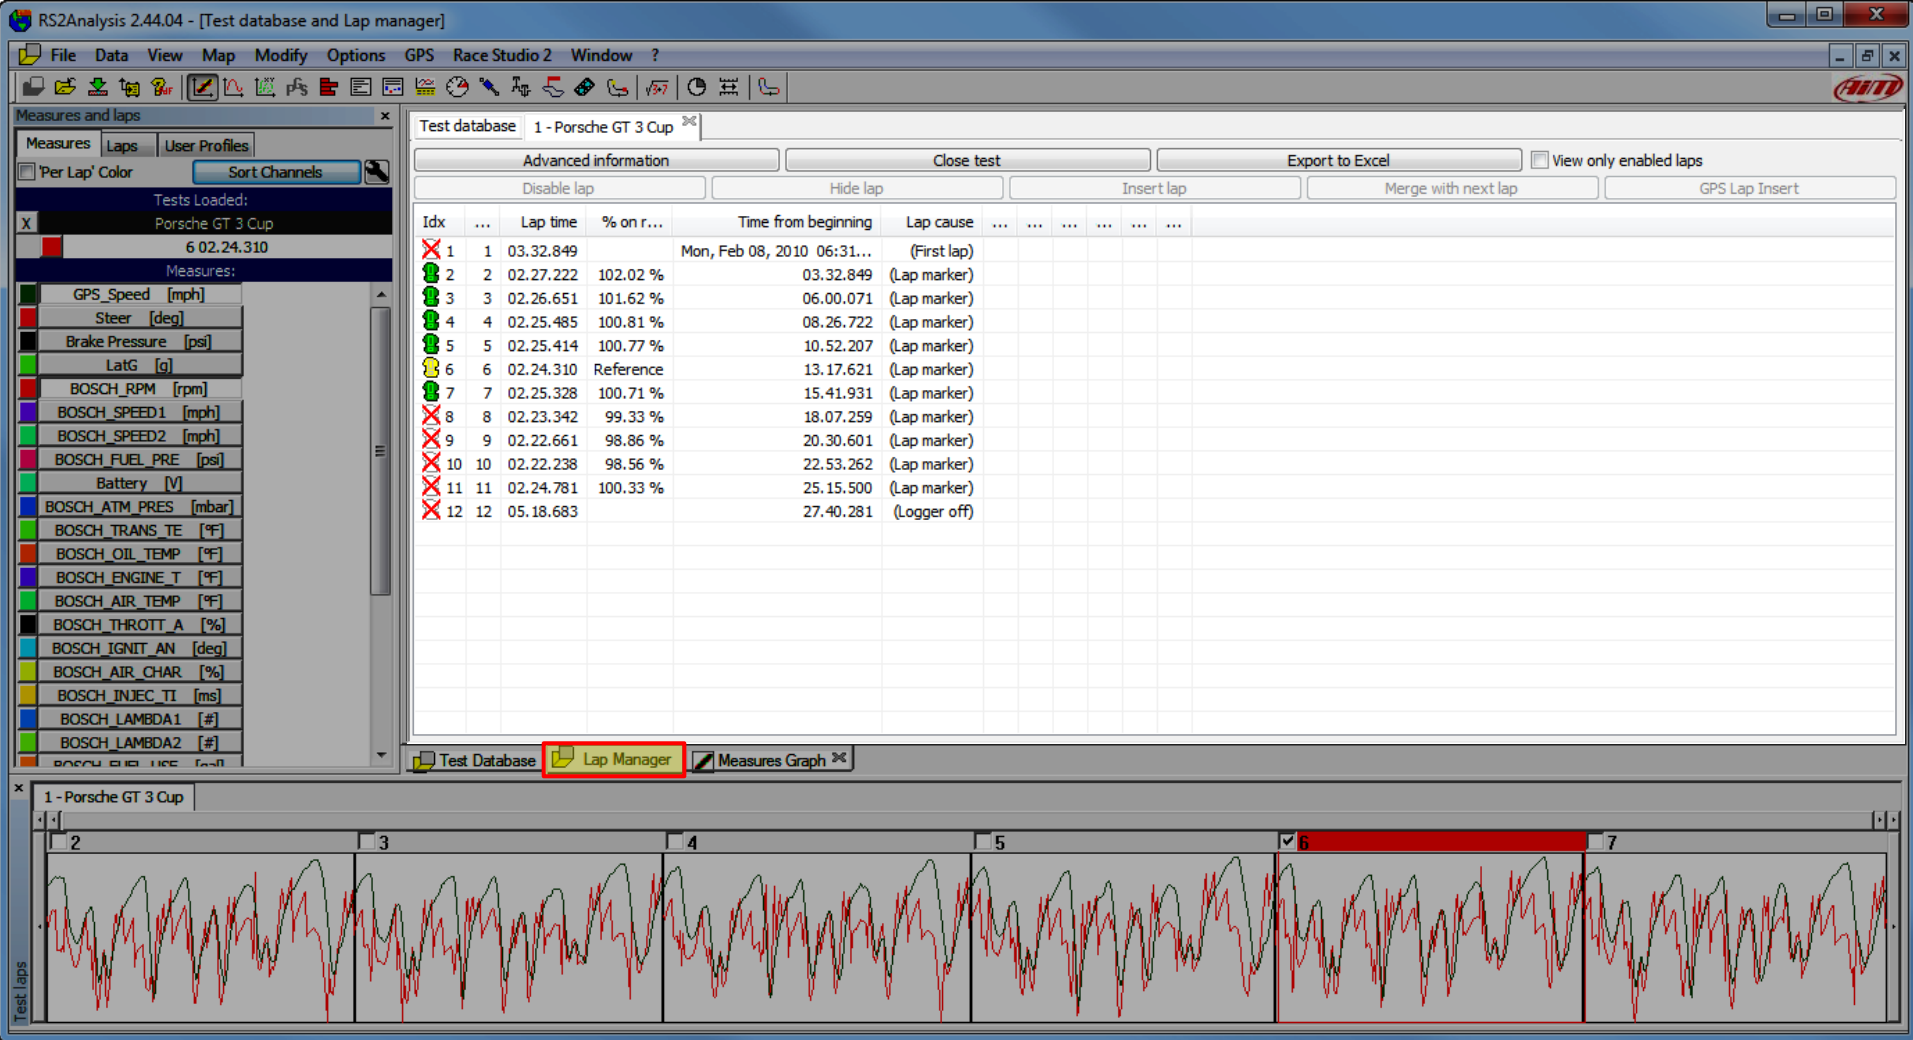 RS2Analysis 2.44.04 - [Test database and Lap manager]
File Data View Map Modify Options GPS Race Studio 2 Window ?
AiM
Measures and laps
Measures Laps User Profiles
'Per Lap' Color Sort Channels
Tests Loaded:
X Porsche GT 3 Cup
6 02.24.310
Measures:
GPS_Speed [mph]
Steer [deg]
Brake Pressure [psi]
LatG [g]
BOSCH_RPM [rpm]
BOSCH_SPEED1 [mph]
BOSCH_SPEED2 [mph]
BOSCH_FUEL_PRE [psi]
Battery [V]
BOSCH_ATM_PRES [mbar]
BOSCH_TRANS_TE [°F]
BOSCH_OIL_TEMP [°F]
BOSCH_ENGINE_T [°F]
BOSCH_AIR_TEMP [°F]
BOSCH_THROTT_A [%]
BOSCH_IGNIT_AN [deg]
BOSCH_AIR_CHAR [%]
BOSCH_INJEC_TI [ms]
BOSCH_LAMBDA1 [#]
BOSCH_LAMBDA2 [#]
BOSCH_FUEL_USE [gal]
Test database 1 - Porsche GT 3 Cup
Advanced information Close test Export to Excel View only enabled laps
Disable lap Hide lap Insert lap Merge with next lap GPS Lap Insert
Idx ... Lap time % on r... Time from beginning Lap cause ... ... ... ... ... ...
1 1 03.32.849 Mon, Feb 08, 2010 06:31... (First lap)
2 2 02.27.222 102.02 % 03.32.849 (Lap marker)
3 3 02.26.651 101.62 % 06.00.071 (Lap marker)
4 4 02.25.485 100.81 % 08.26.722 (Lap marker)
5 5 02.25.414 100.77 % 10.52.207 (Lap marker)
6 6 02.24.310 Reference 13.17.621 (Lap marker)
7 7 02.25.328 100.71 % 15.41.931 (Lap marker)
8 8 02.23.342 99.33 % 18.07.259 (Lap marker)
9 9 02.22.661 98.86 % 20.30.601 (Lap marker)
10 10 02.22.238 98.56 % 22.53.262 (Lap marker)
11 11 02.24.781 100.33 % 25.15.500 (Lap marker)
12 12 05.18.683 27.40.281 (Logger off)
Test Database Lap Manager Measures Graph
1 - Porsche GT 3 Cup
2 3 4 5 6 7
Test laps